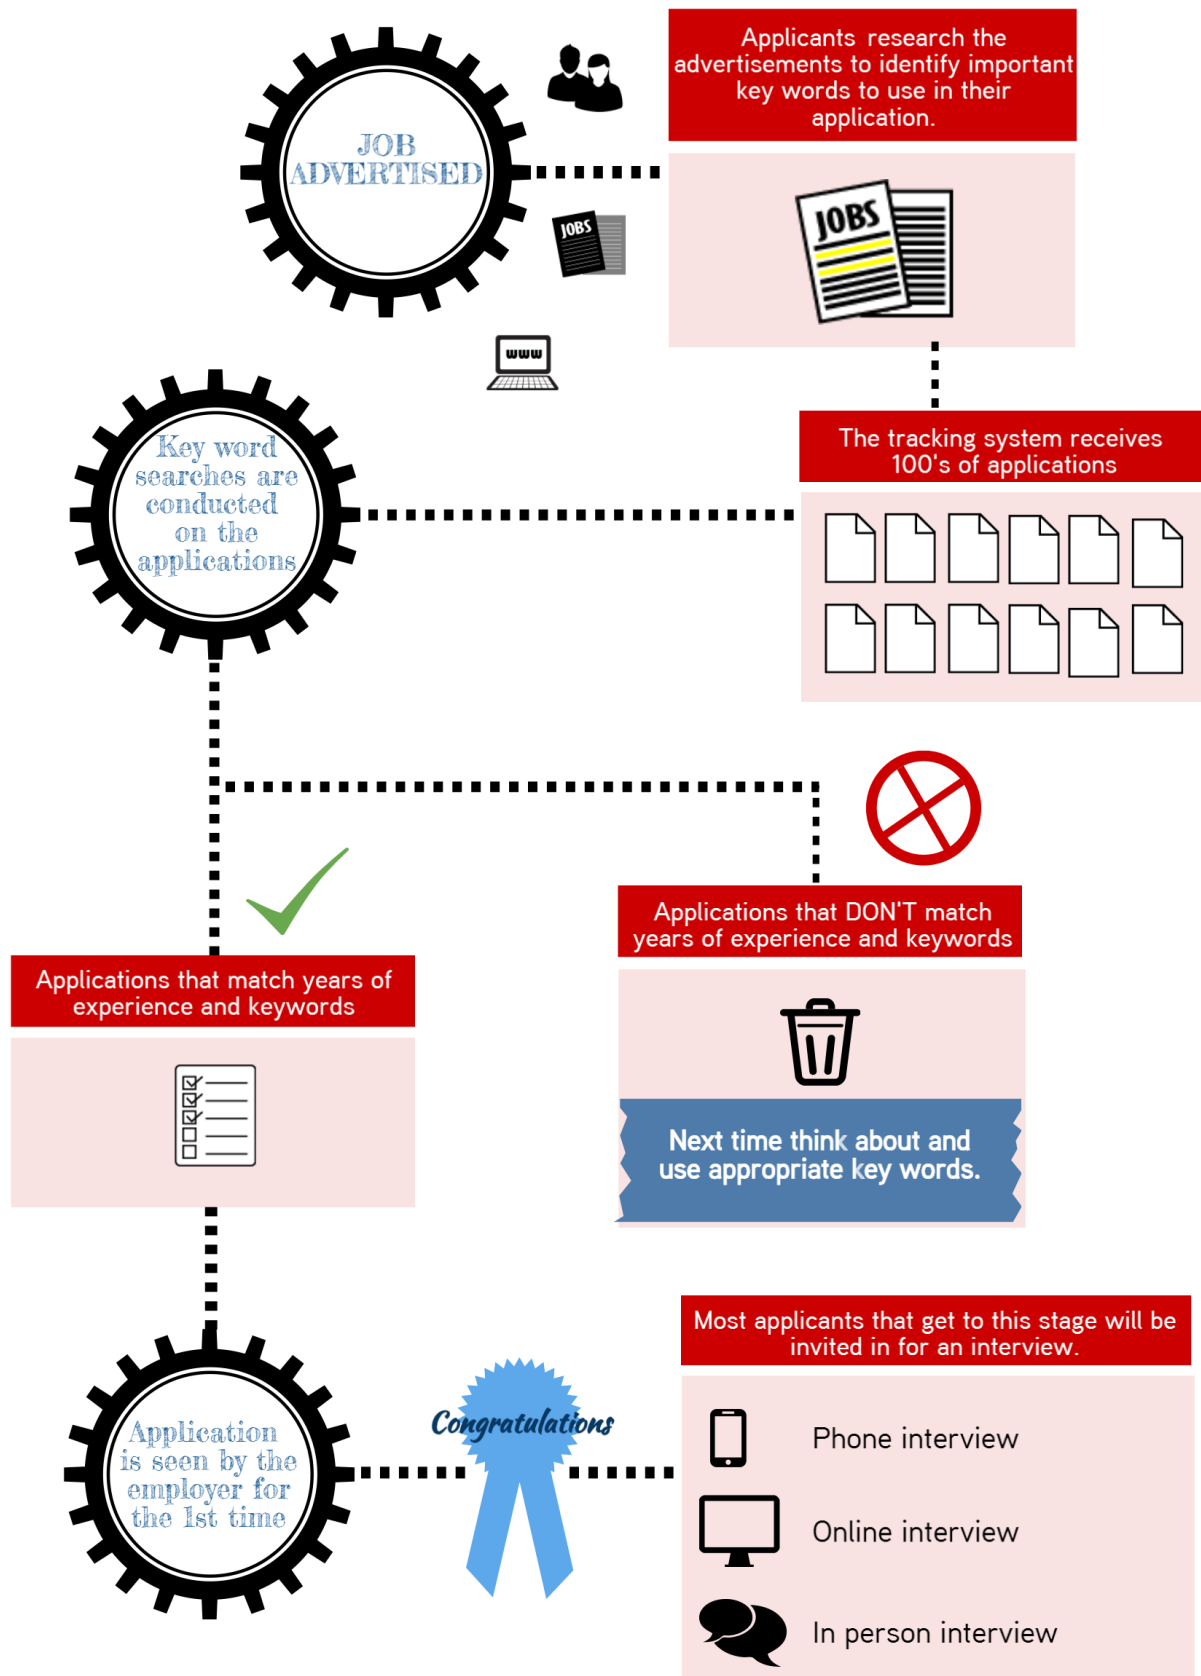 JOB
ADVERTISED
Applicants research the
advertisements to identify important
key words to use in their
application.
JOBS
JOBS
www
The tracking system receives
100's of applications
Key word
searches are
conducted
on the
applications
Applications that DON'T match
years of experience and keywords
Next time think about and
use appropriate key words.
Applications that match years of
experience and keywords
Application
is seen by the
employer for
the 1st time
Congratulations
Most applicants that get to this stage will be
invited in for an interview.
Phone interview
Online interview
In person interview